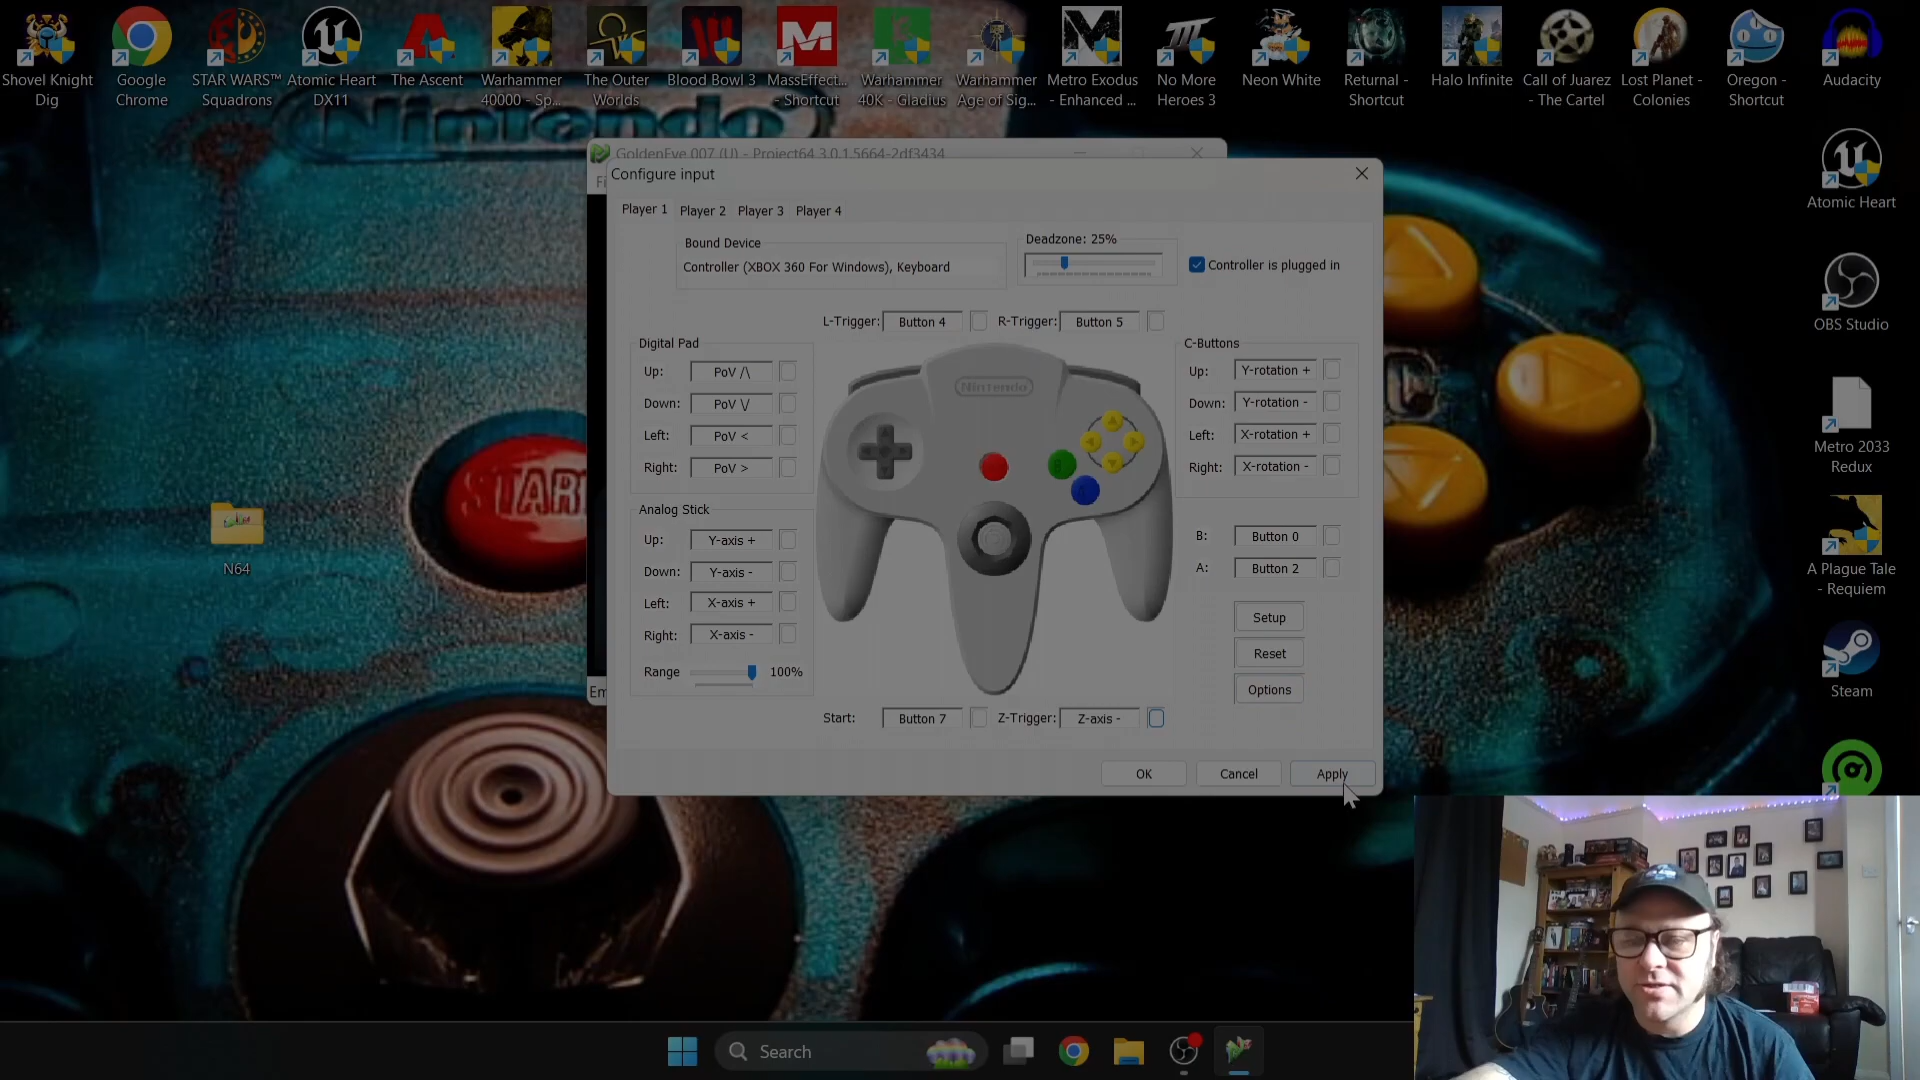 Shovel Knight
Dig
Google
Chrome
STAR WARS™
Squadrons
Atomic Heart
DX11
The Ascent
Warhammer
40000 - Sp...
The Outer
Worlds
Blood Bowl 3
MassEffect...
- Shortcut
Warhammer
40K - Gladius
Warhammer
Age of Sig...
Metro Exodus
- Enhanced ...
No More
Heroes 3
Neon White
Returnal -
Shortcut
Halo Infinite
Call of Juarez
- The Cartel
Lost Planet -
Colonies
Oregon -
Shortcut
Audacity
Nintendo
GoldenEye 007 (U) - Project64 3.0.1.5664-2df3434
Fi
Configure input
Player 1 Player 2 Player 3 Player 4
Bound Device
Controller (XBOX 360 For Windows), Keyboard
Deadzone: 25%
Controller is plugged in
L-Trigger: Button 4 R-Trigger: Button 5
Digital Pad
Up: PoV /\
Down: PoV \/
Left: PoV <
Right: PoV >
Analog Stick
Up: Y-axis +
Down: Y-axis -
Left: X-axis +
Right: X-axis -
Range 100%
Nintendo
B
C-Buttons
Up: Y-rotation +
Down: Y-rotation -
Left: X-rotation +
Right: X-rotation -
B: Button 0
A: Button 2
Setup
Reset
Options
Start: Button 7 Z-Trigger: Z-axis -
OK Cancel Apply
Em
START
N64
Atomic Heart
OBS Studio
Metro 2033
Redux
A Plague Tale
- Requiem
Steam
Search